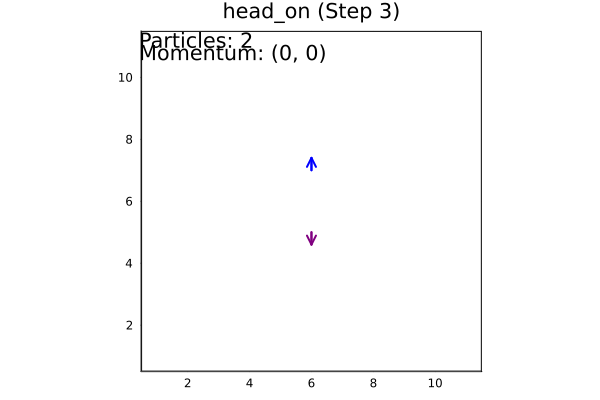 head_on (Step 3)
Particles: 2
Momentum: (0, 0)
10
8
6
4
2
2 4 6 8 10